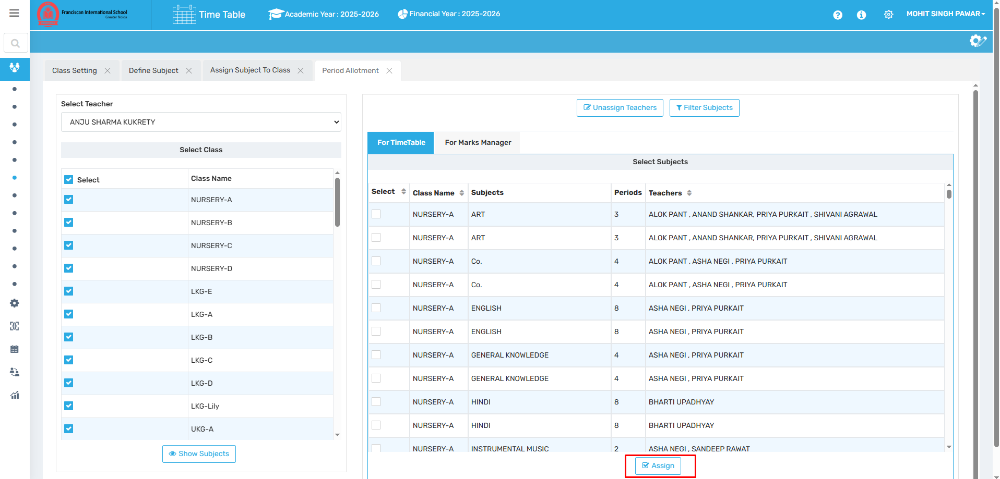 Franciscan International School
Greater Noida
Time Table
Academic Year : 2025-2026
Financial Year : 2025-2026
MOHIT SINGH PAWAR
Class Setting
Define Subject
Assign Subject To Class
Period Allotment
Select Teacher
ANJU SHARMA KUKRETY
Select Class
Select Class Name
NURSERY-A
NURSERY-B
NURSERY-C
NURSERY-D
LKG-E
LKG-A
LKG-B
LKG-C
LKG-D
LKG-Lily
UKG-A
Show Subjects
Unassign Teachers
Filter Subjects
For TimeTable
For Marks Manager
Select Subjects
Select Class Name Subjects Periods Teachers
NURSERY-A ART 3 ALOK PANT , ANAND SHANKAR, PRIYA PURKAIT , SHIVANI AGRAWAL
NURSERY-A ART 3 ALOK PANT , ANAND SHANKAR, PRIYA PURKAIT , SHIVANI AGRAWAL
NURSERY-A Co. 4 ALOK PANT , ASHA NEGI , PRIYA PURKAIT
NURSERY-A Co. 4 ALOK PANT , ASHA NEGI , PRIYA PURKAIT
NURSERY-A ENGLISH 8 ASHA NEGI , PRIYA PURKAIT
NURSERY-A ENGLISH 8 ASHA NEGI , PRIYA PURKAIT
NURSERY-A GENERAL KNOWLEDGE 4 ASHA NEGI , PRIYA PURKAIT
NURSERY-A GENERAL KNOWLEDGE 4 ASHA NEGI , PRIYA PURKAIT
NURSERY-A HINDI 8 BHARTI UPADHYAY
NURSERY-A HINDI 8 BHARTI UPADHYAY
NURSERY-A INSTRUMENTAL MUSIC 2 ASHA NEGI , SANDEEP RAWAT
Assign